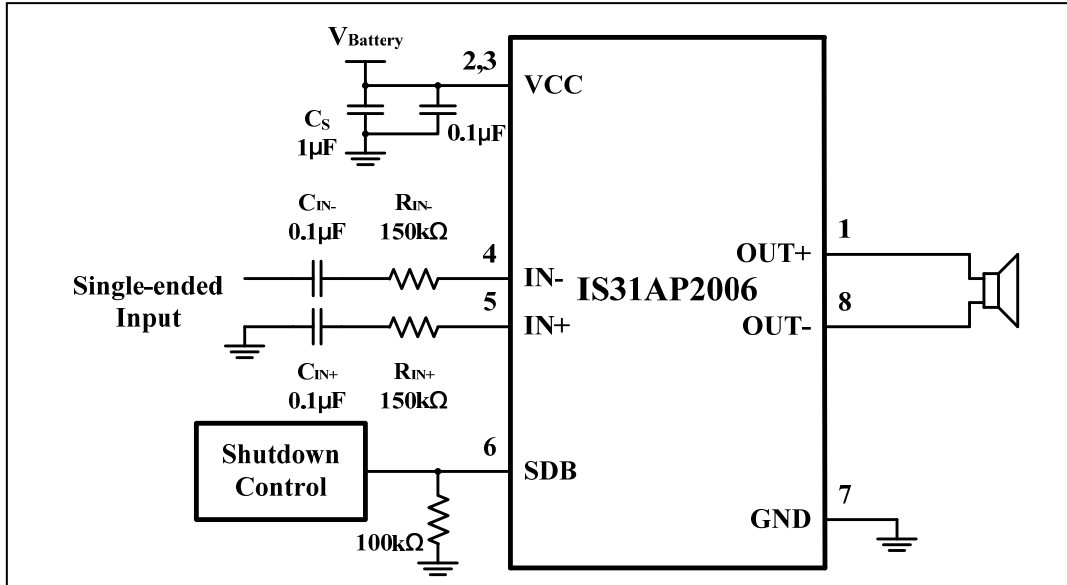 VBattery
2,3
VCC
CS
1µF
0.1µF
CIN-
0.1µF
RIN-
150kΩ
4
IN-
Single-ended
Input
5
IN+
CIN+
0.1µF
RIN+
150kΩ
IS31AP2006
1
OUT+
8
OUT-
Shutdown
Control
6
SDB
100kΩ
7
GND